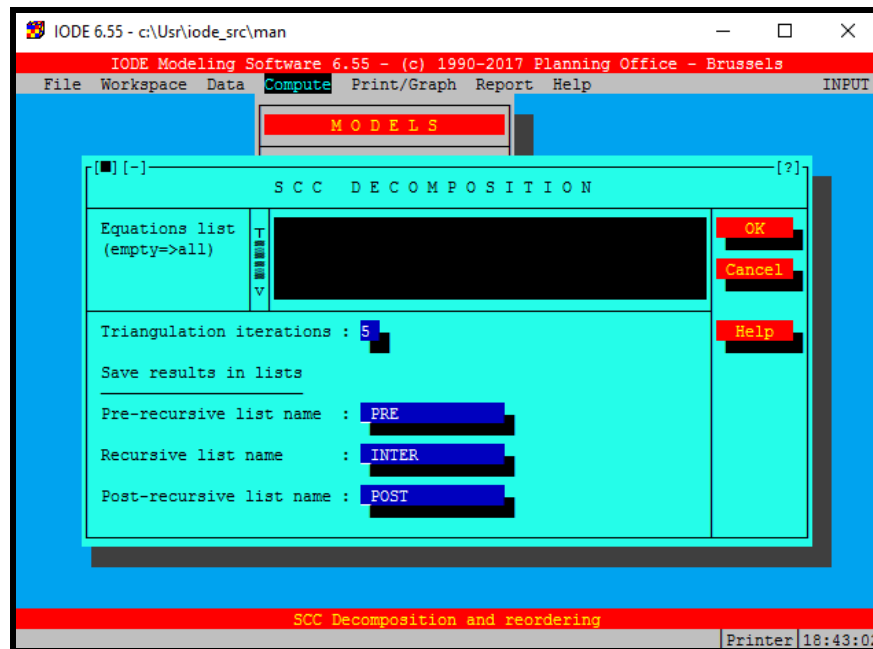 IODE 6.55 - c:\Usr\iode_src\man
IODE Modeling Software 6.55 - (c) 1990-2017 Planning Office - Brussels
File Workspace Data Compute Print/Graph Report Help INPUT
M O D E L S
[■][-] [?]
S C C D E C O M P O S I T I O N
Equations list
(empty=>all)
OK
Cancel
Triangulation iterations : 5
Help
Save results in lists
Pre-recursive list name : PRE
Recursive list name : INTER
Post-recursive list name : POST
SCC Decomposition and reordering
Printer 18:43:02